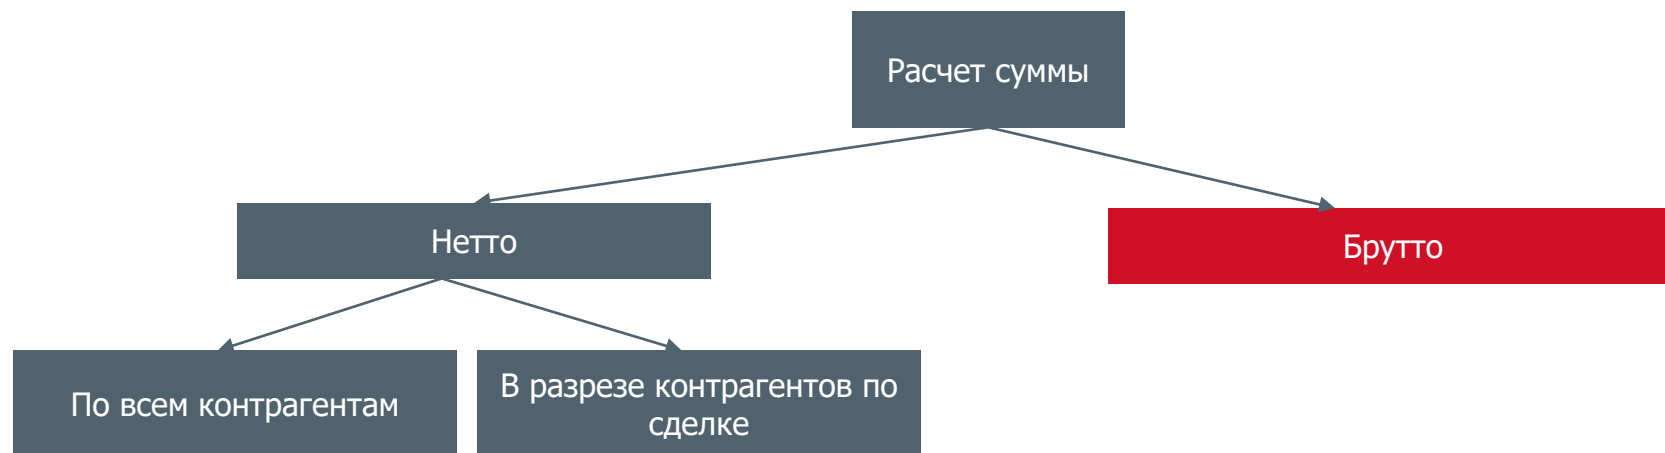 Расчет суммы
Нетто
Брутто
По всем контрагентам
В разрезе контрагентов по
сделке